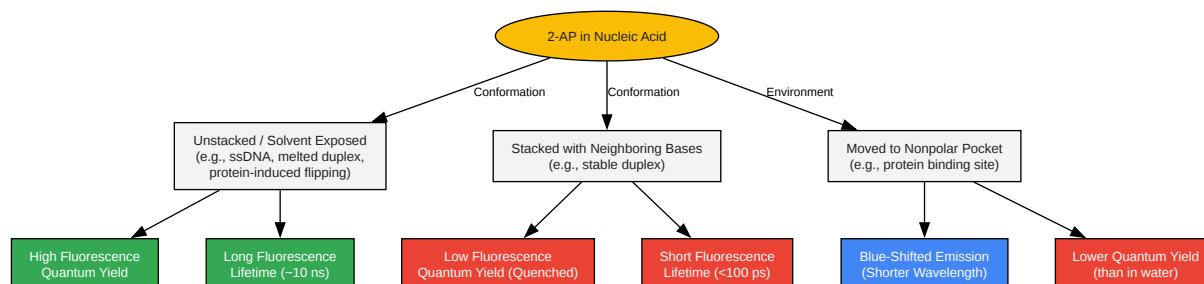 2-AP in Nucleic Acid
Conformation
Conformation
Environment
Unstacked / Solvent Exposed
(e.g., ssDNA, melted duplex,
protein-induced flipping)
Stacked with Neighboring Bases
(e.g., stable duplex)
Moved to Nonpolar Pocket
(e.g., protein binding site)
High Fluorescence
Quantum Yield
Long Fluorescence
Lifetime (~10 ns)
Low Fluorescence
Quantum Yield (Quenched)
Short Fluorescence
Lifetime (<100 ps)
Blue-Shifted Emission
(Shorter Wavelength)
Lower Quantum Yield
(than in water)